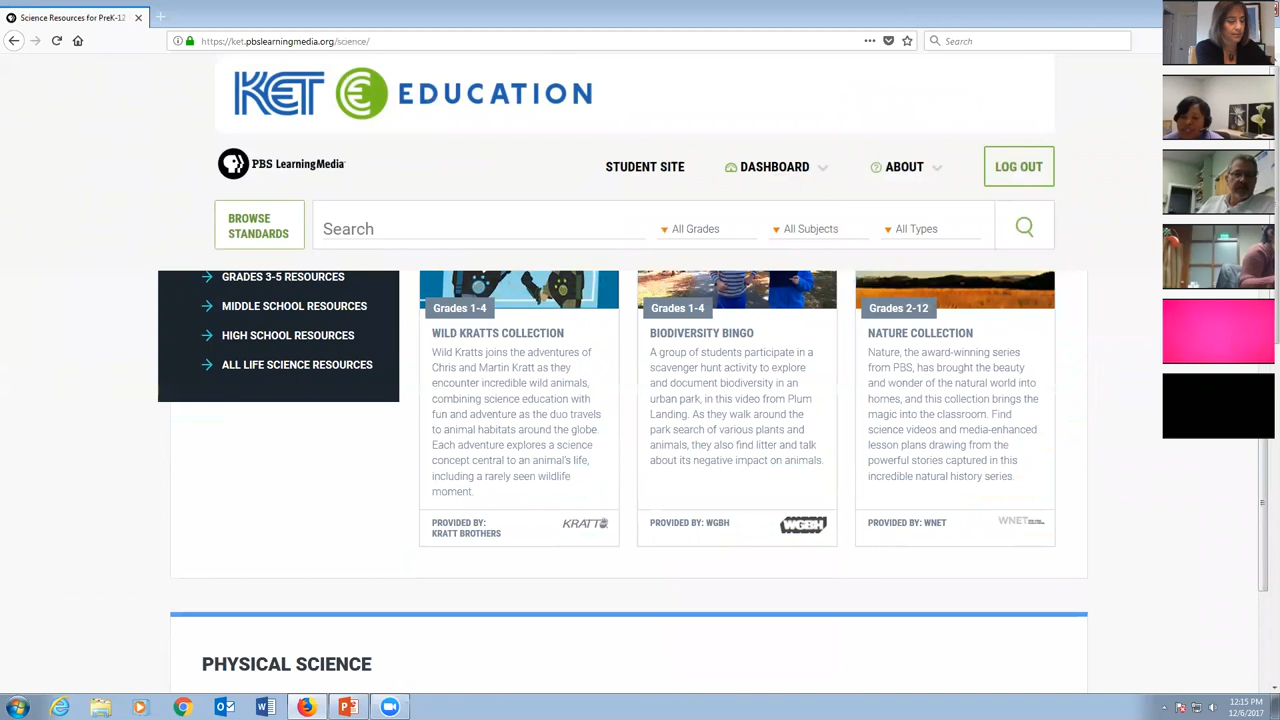 Science Resources for PreK-12
https://ket.pbslearningmedia.org/science/
Search
KET EDUCATION
PBS LearningMedia
STUDENT SITE
DASHBOARD
ABOUT
LOG OUT
BROWSE
STANDARDS
Search
All Grades
All Subjects
All Types
GRADES 3-5 RESOURCES
MIDDLE SCHOOL RESOURCES
HIGH SCHOOL RESOURCES
ALL LIFE SCIENCE RESOURCES
Grades 1-4
WILD KRATTS COLLECTION
Wild Kratts joins the adventures of
Chris and Martin Kratt as they
encounter incredible wild animals,
combining science education with
fun and adventure as the duo travels
to animal habitats around the globe.
Each adventure explores a science
concept central to an animal's life,
including a rarely seen wildlife
moment.
PROVIDED BY:
KRATT BROTHERS
KRATT
Grades 1-4
BIODIVERSITY BINGO
A group of students participate in a
scavenger hunt activity to explore
and document biodiversity in an
urban park, in this video from Plum
Landing. As they walk around the
park search of various plants and
animals, they also find litter and talk
about its negative impact on animals.
PROVIDED BY: WGBH
WGBH
Grades 2-12
NATURE COLLECTION
Nature, the award-winning series
from PBS, has brought the beauty
and wonder of the natural world into
homes, and this collection brings the
magic into the classroom. Find
science videos and media-enhanced
lesson plans drawing from the
powerful stories captured in this
incredible natural history series.
PROVIDED BY: WNET
WNET
PHYSICAL SCIENCE
12:15 PM
12/6/2017